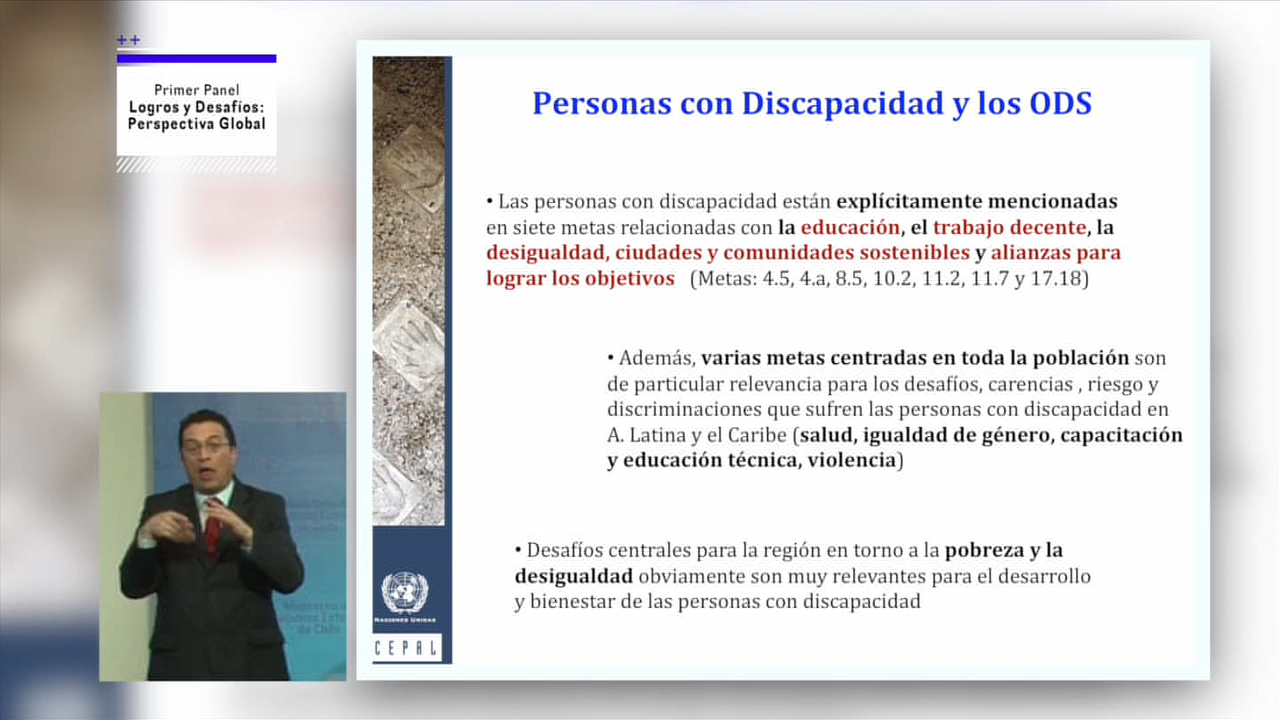 ++
Primer Panel
Logros y Desafíos:
Perspectiva Global
Personas con Discapacidad y los ODS
• Las personas con discapacidad están explícitamente mencionadas
en siete metas relacionadas con la educación, el trabajo decente, la
desigualdad, ciudades y comunidades sostenibles y alianzas para
lograr los objetivos (Metas: 4.5, 4.a, 8.5, 10.2, 11.2, 11.7 y 17.18)
• Además, varias metas centradas en toda la población son
de particular relevancia para los desafíos, carencias , riesgo y
discriminaciones que sufren las personas con discapacidad en
A. Latina y el Caribe (salud, igualdad de género, capacitación
y educación técnica, violencia)
• Desafíos centrales para la región en torno a la pobreza y la
desigualdad obviamente son muy relevantes para el desarrollo
y bienestar de las personas con discapacidad
NACIONES UNIDAS
CEPAL
de Chile